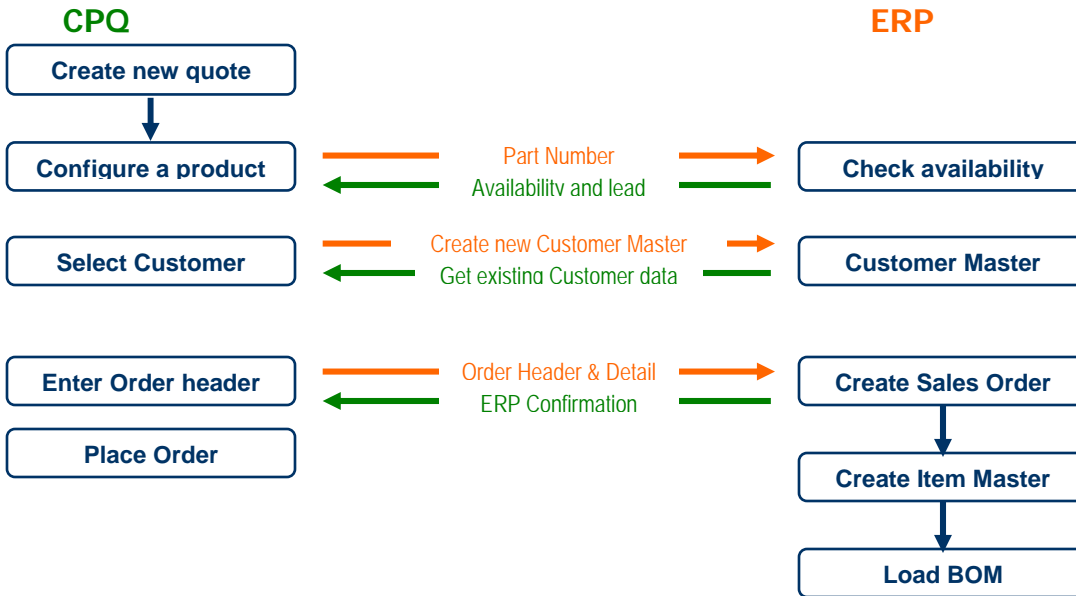 CPQ
ERP
Create new quote
Configure a product
Part Number
Availability and lead
Check availability
Select Customer
Create new Customer Master
Get existing Customer data
Customer Master
Enter Order header
Order Header & Detail
ERP Confirmation
Create Sales Order
Place Order
Create Item Master
Load BOM